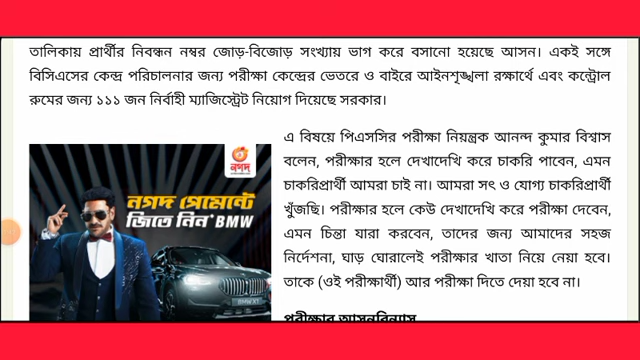 তালিকায় প্রার্থীর নিবন্ধন নম্বর জোড়-বিজোড় সংখ্যায় ভাগ করে বসানো হয়েছে আসন। একই সঙ্গে
বিসিএসের কেন্দ্র পরিচালনার জন্য পরীক্ষা কেন্দ্রের ভেতরে ও বাইরে আইনশৃঙ্খলা রক্ষার্থে এবং কন্ট্রোল
রুমের জন্য ১১১ জন নির্বাহী ম্যাজিস্ট্রেট নিয়োগ দিয়েছে সরকার।
এ বিষয়ে পিএসসির পরীক্ষা নিয়ন্ত্রক আনন্দ কুমার বিশ্বাস
বলেন, পরীক্ষার হলে দেখাদেখি করে চাকরি পাবেন, এমন
চাকরিপ্রার্থী আমরা চাই না। আমরা সৎ ও যোগ্য চাকরিপ্রার্থী
খুঁজছি। পরীক্ষার হলে কেউ দেখাদেখি করে পরীক্ষা দেবেন,
এমন চিন্তা যারা করবেন, তাদের জন্য আমাদের সহজ
নির্দেশনা, ঘাড় ঘোরালেই পরীক্ষার খাতা নিয়ে নেয়া হবে।
তাকে (ওই পরীক্ষার্থী) আর পরীক্ষা দিতে দেয়া হবে না।
পরীক্ষার আসনবিন্যাস
নগদ
নগদ পেমেন্টে
জিতে নিন* BMW